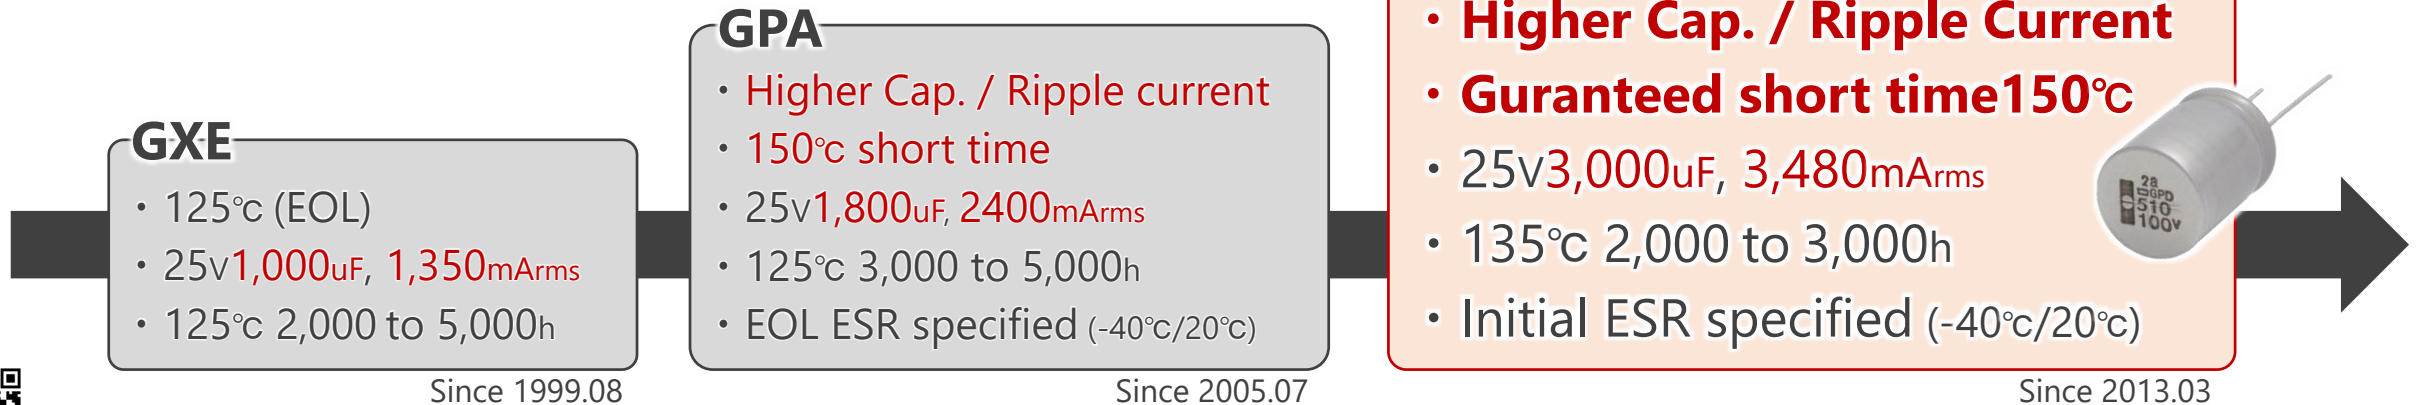 GXE
・125℃ (EOL)
・25V1,000uF, 1,350mArms
・125℃ 2,000 to 5,000h
Since 1999.08
GPA
・Higher Cap. / Ripple current
・150℃ short time
・25V1,800uF, 2400mArms
・125℃ 3,000 to 5,000h
・EOL ESR specified (-40℃/20℃)
Since 2005.07
・Higher Cap. / Ripple Current
・Guranteed short time150℃
・25V3,000uF, 3,480mArms
・135℃ 2,000 to 3,000h
・Initial ESR specified (-40℃/20℃)
Since 2013.03
2a
GPD
510
100V